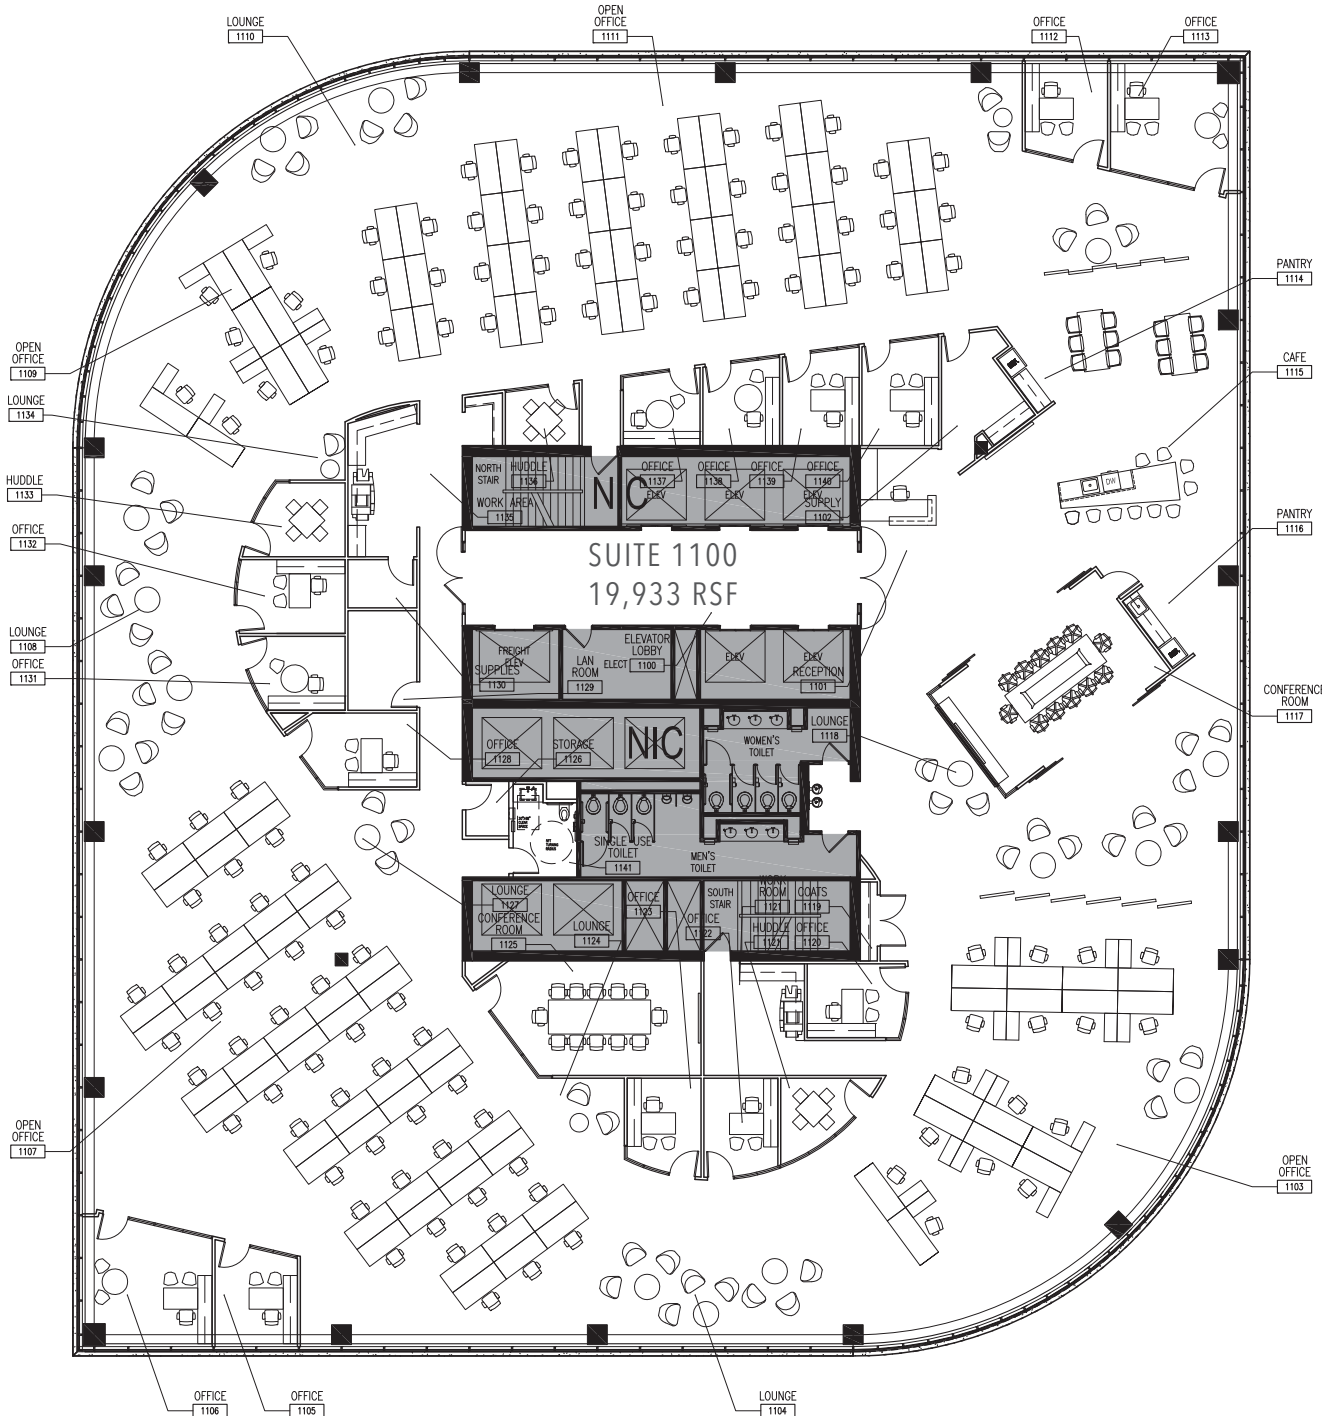 LOUNGE
1110
OPEN
OFFICE
1111
OFFICE
1112
OFFICE
1113
PANTRY
1114
OPEN
OFFICE
1109
CAFE
1115
LOUNGE
1134
NORTH
STAIR
HUDDLE
1136
NIC
OFFICE
1137
OFFICE
1138
OFFICE
1139
OFFICE
1140
ELEV
ELEV
ELEV
WORK AREA
1135
SUPPLY
1102
DW
HUDDLE
1133
PANTRY
1116
OFFICE
1132
SUITE 1100
19,933 RSF
LOUNGE
1108
OFFICE
1131
FREIGHT
ELEV
SUPPLIES
1130
LAN
ROOM
1129
ELECT
ELEVATOR
LOBBY
1100
ELEV
ELEV
RECEPTION
1101
CONFERENCE
ROOM
1117
OFFICE
1128
STORAGE
1126
NIC
WOMEN'S
TOILET
LOUNGE
1118
SINGLE USE
TOILET
1141
MEN'S
TOILET
LOUNGE
1127
CONFERENCE
ROOM
1125
LOUNGE
1124
OFFICE
1123
OFFICE
1122
SOUTH
STAIR
WORK
ROOM
1121
COATS
1119
HUDDLE
1121
OFFICE
1120
OPEN
OFFICE
1107
OPEN
OFFICE
1103
OFFICE
1106
OFFICE
1105
LOUNGE
1104